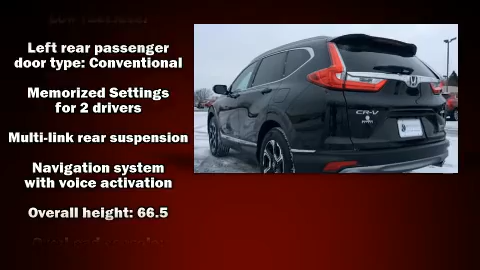 Left rear passenger
door type: Conventional
Memorized Settings
for 2 drivers
Multi-link rear suspension
Navigation system
with voice activation
Overall height: 66.5
CR-V